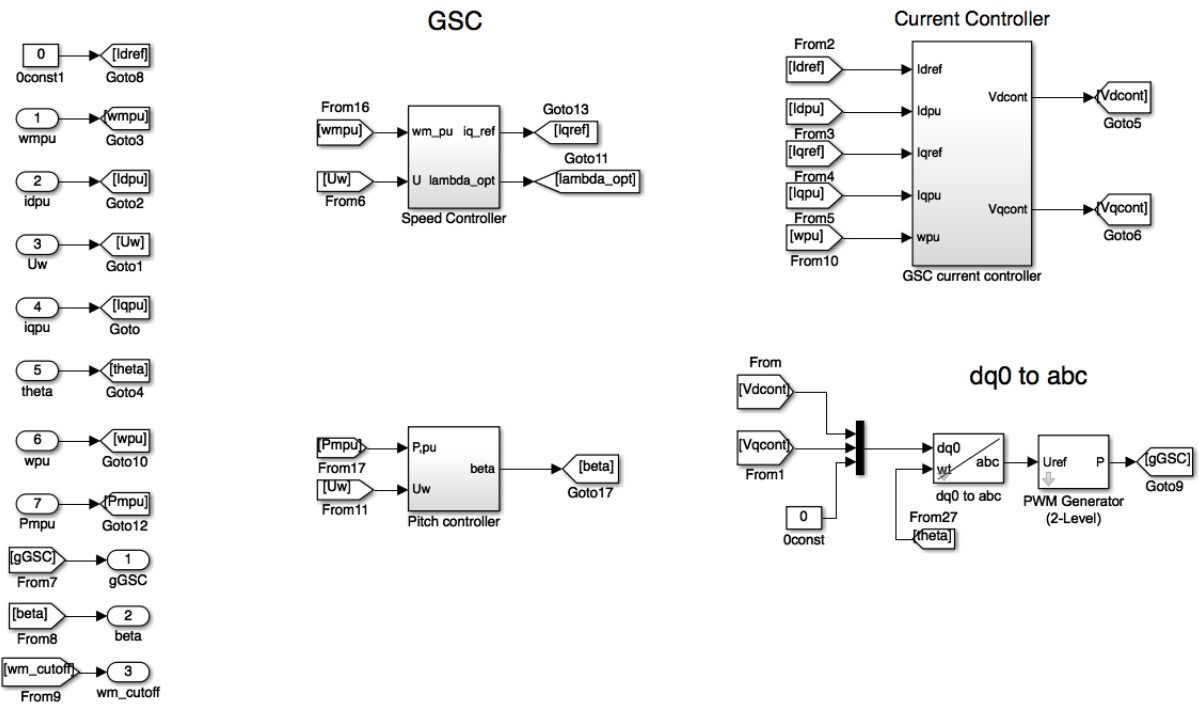 0
0const1
[Idref]
Goto8
1
wmpu
[wmpu]
Goto3
2
idpu
[Idpu]
Goto2
3
Uw
[Uw]
Goto1
4
iqpu
[Iqpu]
Goto
5
theta
[theta]
Goto4
6
wpu
[wpu]
Goto10
7
Pmpu
[Pmpu]
Goto12
[gGSC]
From7
1
gGSC
[beta]
From8
2
beta
[wm_cutoff]
From9
3
wm_cutoff
GSC
From16
[wmpu]
[Uw]
From6
wm_pu iq_ref
U lambda_opt
Speed Controller
Goto13
[Iqref]
Goto11
[lambda_opt]
[Pmpu]
From17
[Uw]
From11
P,pu
beta
Uw
Pitch controller
[beta]
Goto17
Current Controller
From2
[Idref]
[Idpu]
From3
[Iqref]
From4
[Iqpu]
From5
[wpu]
From10
Idref
Idpu
Iqref
Iqpu
wpu
Vdcont
Vqcont
GSC current controller
[Vdcont]
Goto5
[Vqcont]
Goto6
dq0 to abc
From
[Vdcont]
[Vqcont]
From1
0
0const
dq0
wt
abc
dq0 to abc
From27
[theta]
Uref P
PWM Generator
(2-Level)
[gGSC]
Goto9